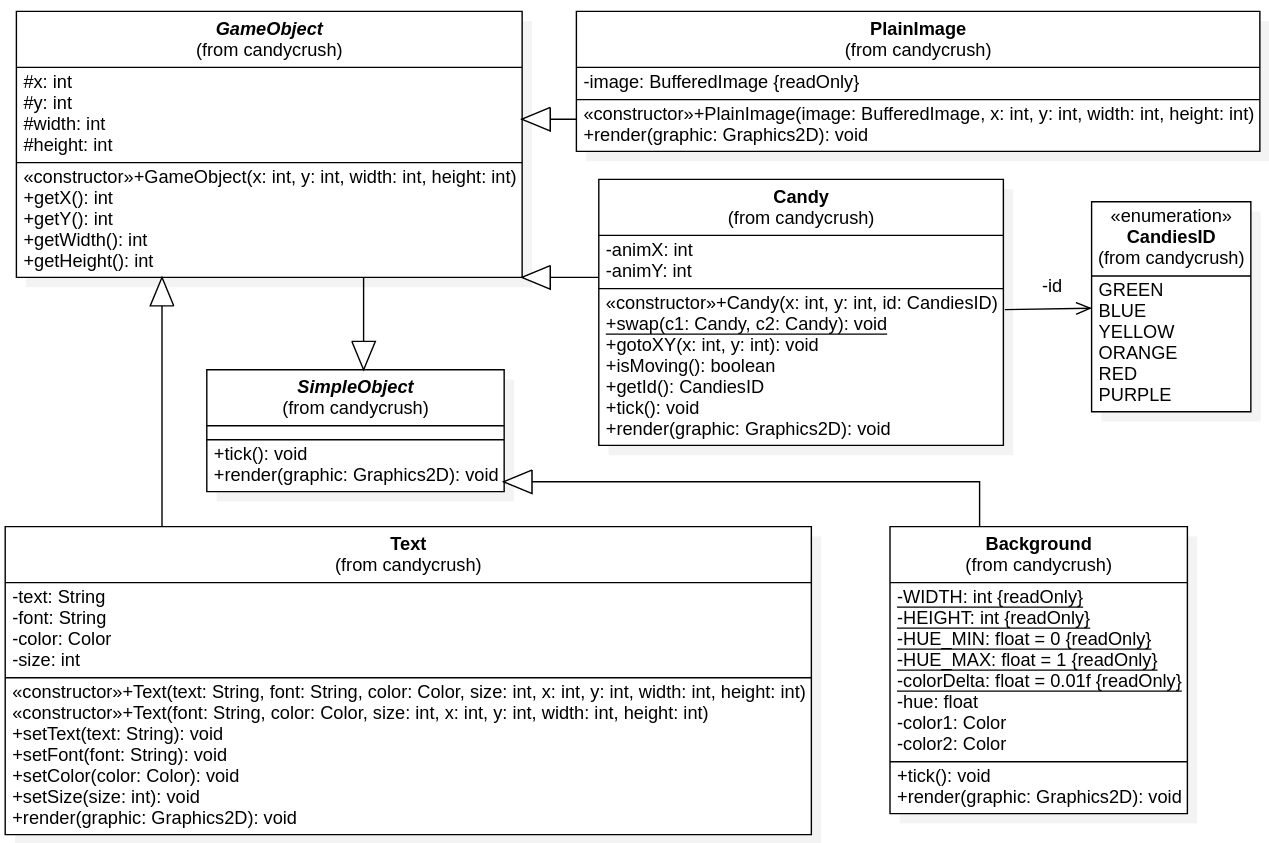 GameObject
(from candycrush)
#x: int
#y: int
#width: int
#height: int
«constructor»+GameObject(x: int, y: int, width: int, height: int)
+getX(): int
+getY(): int
+getWidth(): int
+getHeight(): int
PlainImage
(from candycrush)
-image: BufferedImage {readOnly}
«constructor»+PlainImage(image: BufferedImage, x: int, y: int, width: int, height: int)
+render(graphic: Graphics2D): void
Candy
(from candycrush)
-animX: int
-animY: int
«constructor»+Candy(x: int, y: int, id: CandiesID)
+swap(c1: Candy, c2: Candy): void
+gotoXY(x: int, y: int): void
+isMoving(): boolean
+getId(): CandiesID
+tick(): void
+render(graphic: Graphics2D): void
-id
«enumeration»
CandiesID
(from candycrush)
GREEN
BLUE
YELLOW
ORANGE
RED
PURPLE
SimpleObject
(from candycrush)
+tick(): void
+render(graphic: Graphics2D): void
Text
(from candycrush)
-text: String
-font: String
-color: Color
-size: int
«constructor»+Text(text: String, font: String, color: Color, size: int, x: int, y: int, width: int, height: int)
«constructor»+Text(font: String, color: Color, size: int, x: int, y: int, width: int, height: int)
+setText(text: String): void
+setFont(font: String): void
+setColor(color: Color): void
+setSize(size: int): void
+render(graphic: Graphics2D): void
Background
(from candycrush)
-WIDTH: int {readOnly}
-HEIGHT: int {readOnly}
-HUE_MIN: float = 0 {readOnly}
-HUE_MAX: float = 1 {readOnly}
-colorDelta: float = 0.01f {readOnly}
-hue: float
-color1: Color
-color2: Color
+tick(): void
+render(graphic: Graphics2D): void